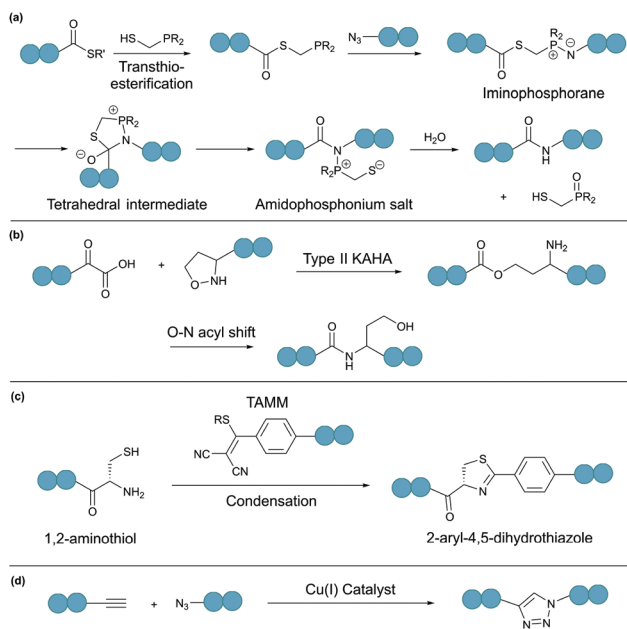 (a)
O
SR'
HS PR2
Transthio-
esterification
S PR2
O
N3
O
S R2 P ⊕ ⊖ N
Iminophosphorane
⊕ PR2
S N
⊖ O
Tetrahedral intermediate
O
N
R2P ⊕ S ⊖
Amidophosphonium salt
H2O
O
N
H
+ HS O PR2
(b)
O
OH
O
+
O NH
Type II KAHA
O
O
NH2
O-N acyl shift
O
N
H
OH
(c)
TAMM
RS
CN
CN
SH
NH2
O
1,2-aminothiol
Condensation
S
N
O
2-aryl-4,5-dihydrothiazole
(d)
+ N3
Cu(I) Catalyst
N
N=N